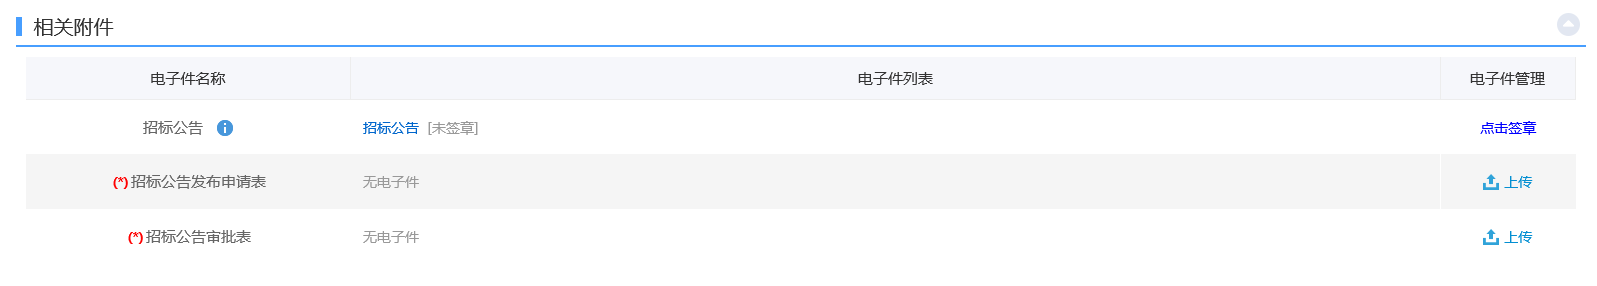 相关附件
电子件名称 电子件列表 电子件管理
招标公告 招标公告 [未签章] 点击签章
(*)招标公告发布申请表 无电子件 上传
(*)招标公告审批表 无电子件 上传